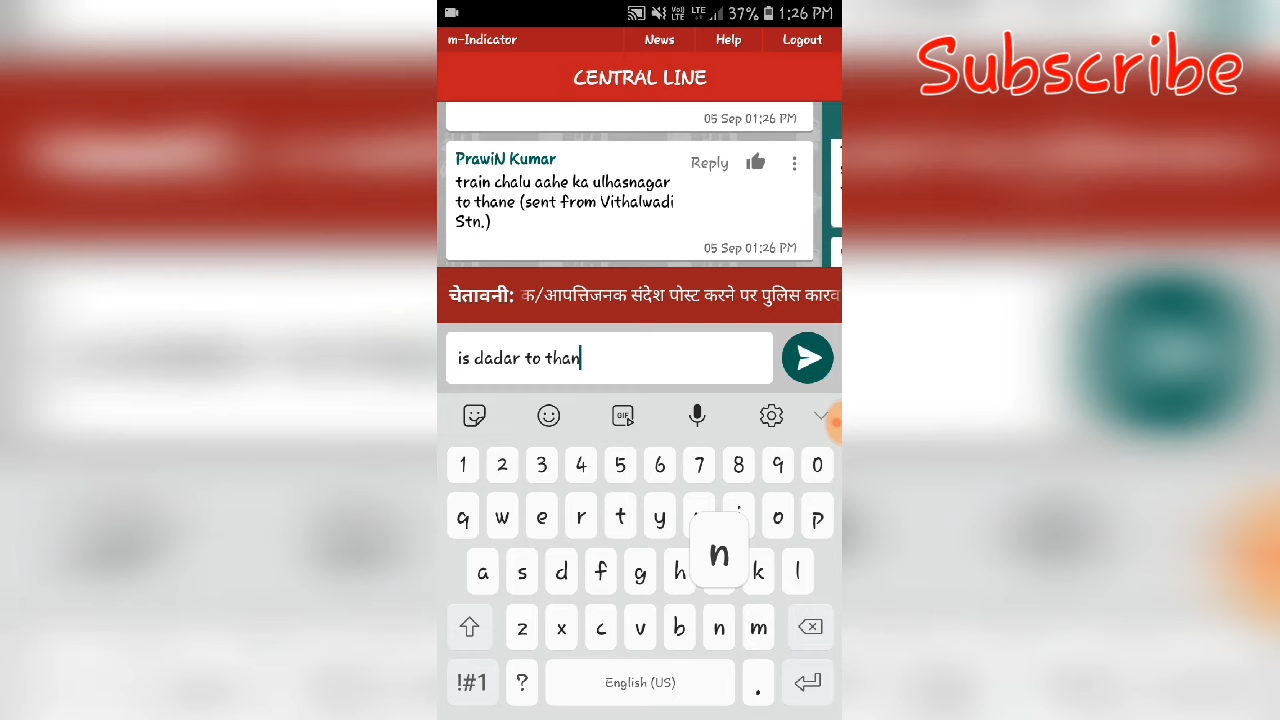 Subscribe
37% 1:26 PM
m-Indicator News Help Logout
CENTRAL LINE
05 Sep 01:26 PM
PrawiN Kumar Reply
train chalu aahe ka ulhasnagar
to thane (sent from Vithalwadi
Stn.)
05 Sep 01:26 PM
चेतावनी: क/आपत्तिजनक संदेश पोस्ट करने पर पुलिस कारव
is dadar to than
GIF
1 2 3 4 5 6 7 8 9 0
q w e r t y o p
a s d f g h n k l
z x c v b n m
!#1 ? English (US) .